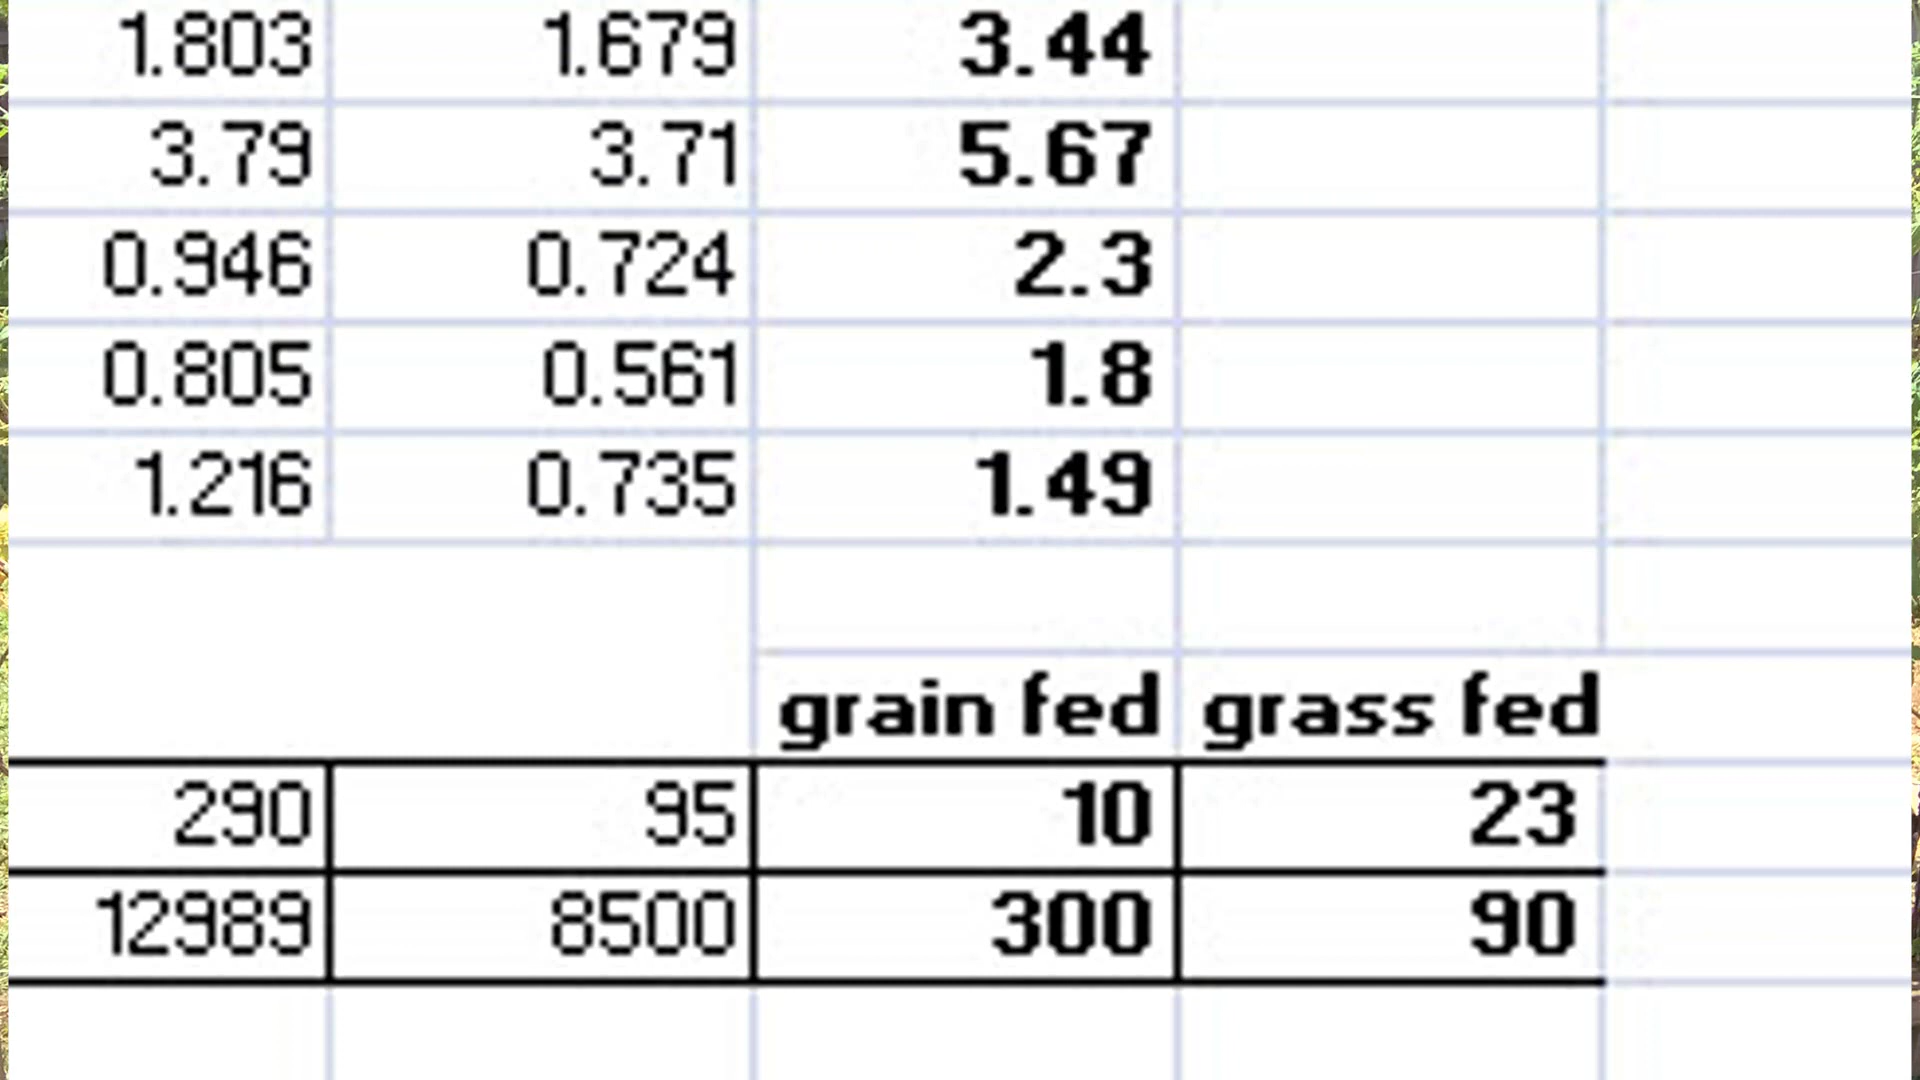 1.803 1.679 3.44
3.79 3.71 5.67
0.946 0.724 2.3
0.805 0.561 1.8
1.216 0.735 1.49
grain fed grass fed
290 95 10 23
12989 8500 300 90